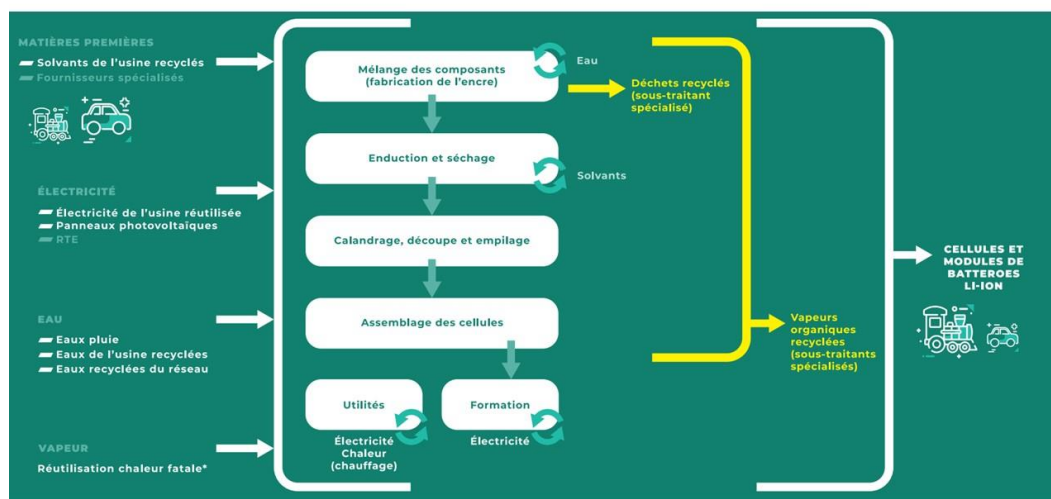 MATIÈRES PREMIÈRES
Solvants de l'usine recyclés
Fournisseurs spécialisés
ÉLECTRICITÉ
Électricité de l'usine réutilisée
Panneaux photovoltaïques
RTE
EAU
Eaux pluie
Eaux de l'usine recyclées
Eaux recyclées du réseau
VAPEUR
Réutilisation chaleur fatale*
Mélange des composants
(fabrication de l'encre)
Eau
Enduction et séchage
Solvants
Calandrage, découpe et empilage
Assemblage des cellules
Utilités
Électricité
Chaleur
(chauffage)
Formation
Électricité
Déchets recyclés
(sous-traitant
spécialisé)
Vapeurs
organiques
recyclées
(sous-traitants
spécialisés)
CELLULES ET
MODULES DE
BATTEROES
LI-ION